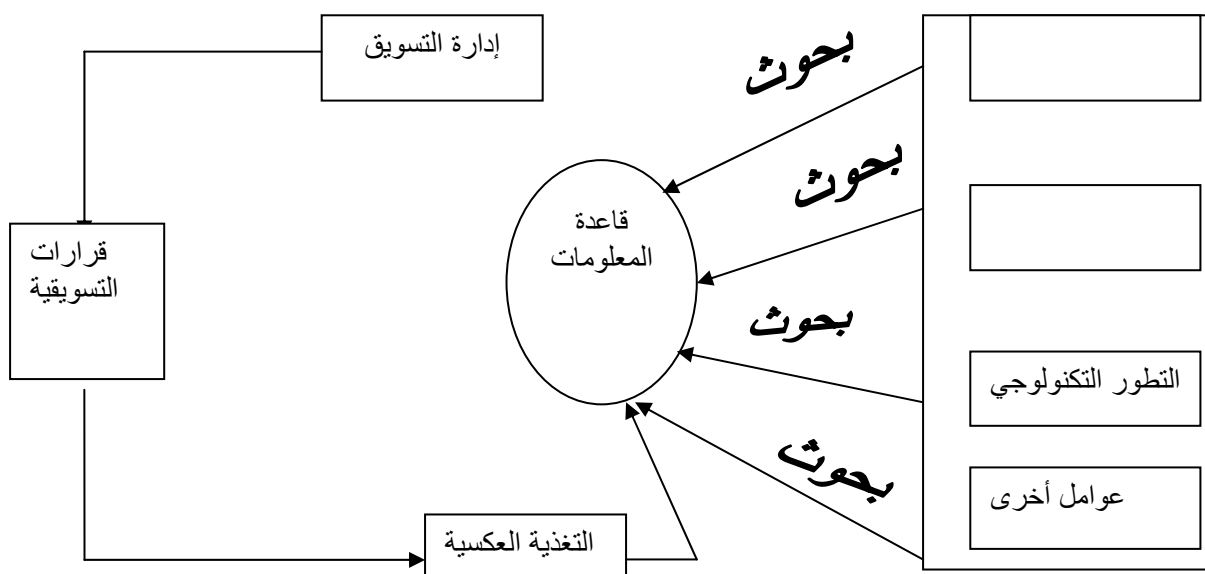 إدارة التسويق
بحوث
بحوث
قاعدة
المعلومات
قرارات
التسويقية
بحوث
التطور التكنولوجي
بحوث
عوامل أخرى
التغذية العكسية